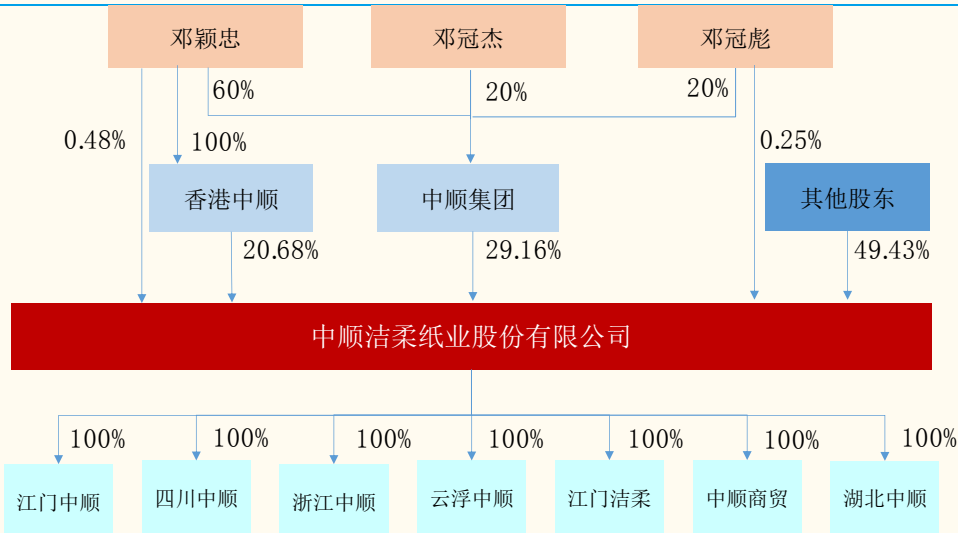 邓颖忠
邓冠杰
邓冠彪
60%
20%
20%
0.48%
100%
0.25%
香港中顺
中顺集团
其他股东
20.68%
29.16%
49.43%
中顺洁柔纸业股份有限公司
100%
100%
100%
100%
100%
100%
100%
江门中顺
四川中顺
浙江中顺
云浮中顺
江门洁柔
中顺商贸
湖北中顺